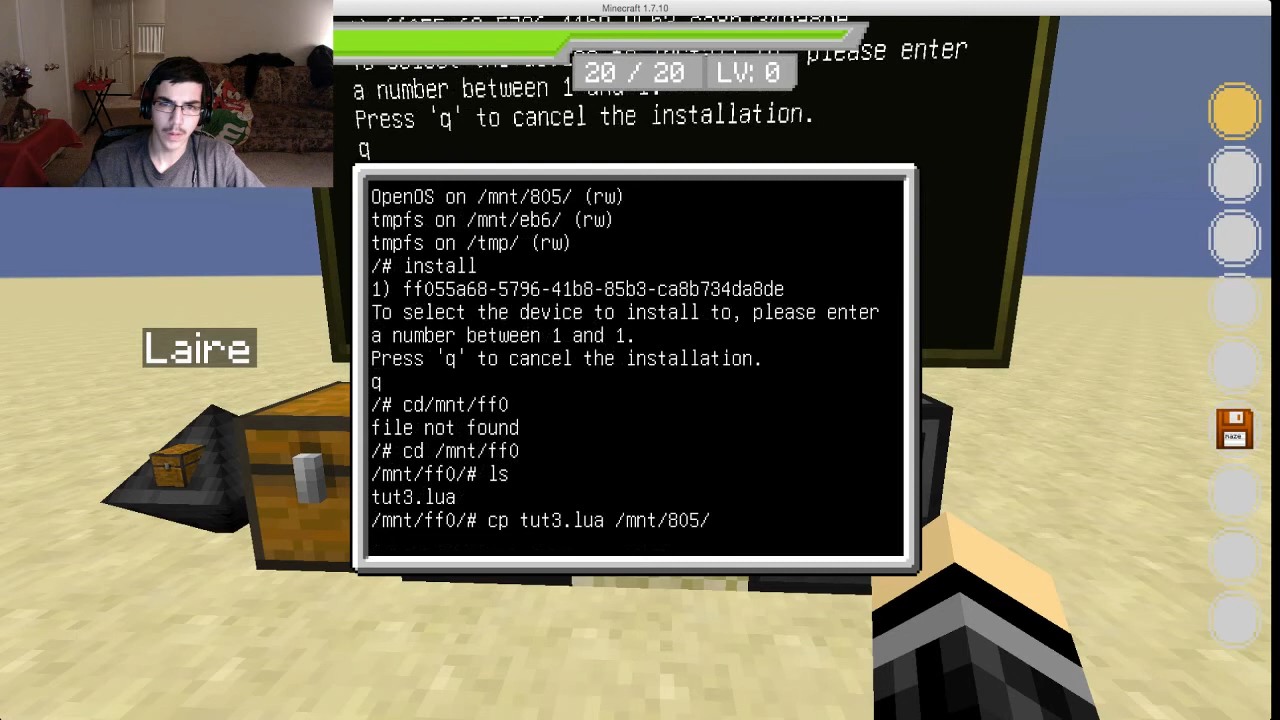 Minecraft 1.7.10
please enter
20 / 20
LV: 0
a number between 1 and 1.
Press 'q' to cancel the installation.
q
OpenOS on /mnt/805/ (rw)
tmpfs on /mnt/eb6/ (rw)
tmpfs on /tmp/ (rw)
/# install
1) ff055a68-5796-41b8-85b3-ca8b734da8de
To select the device to install to, please enter
a number between 1 and 1.
Press 'q' to cancel the installation.
q
/# cd/mnt/ff0
file not found
/# cd /mnt/ff0
/mnt/ff0/# ls
tut3.lua
/mnt/ff0/# cp tut3.lua /mnt/805/
Laire
maze